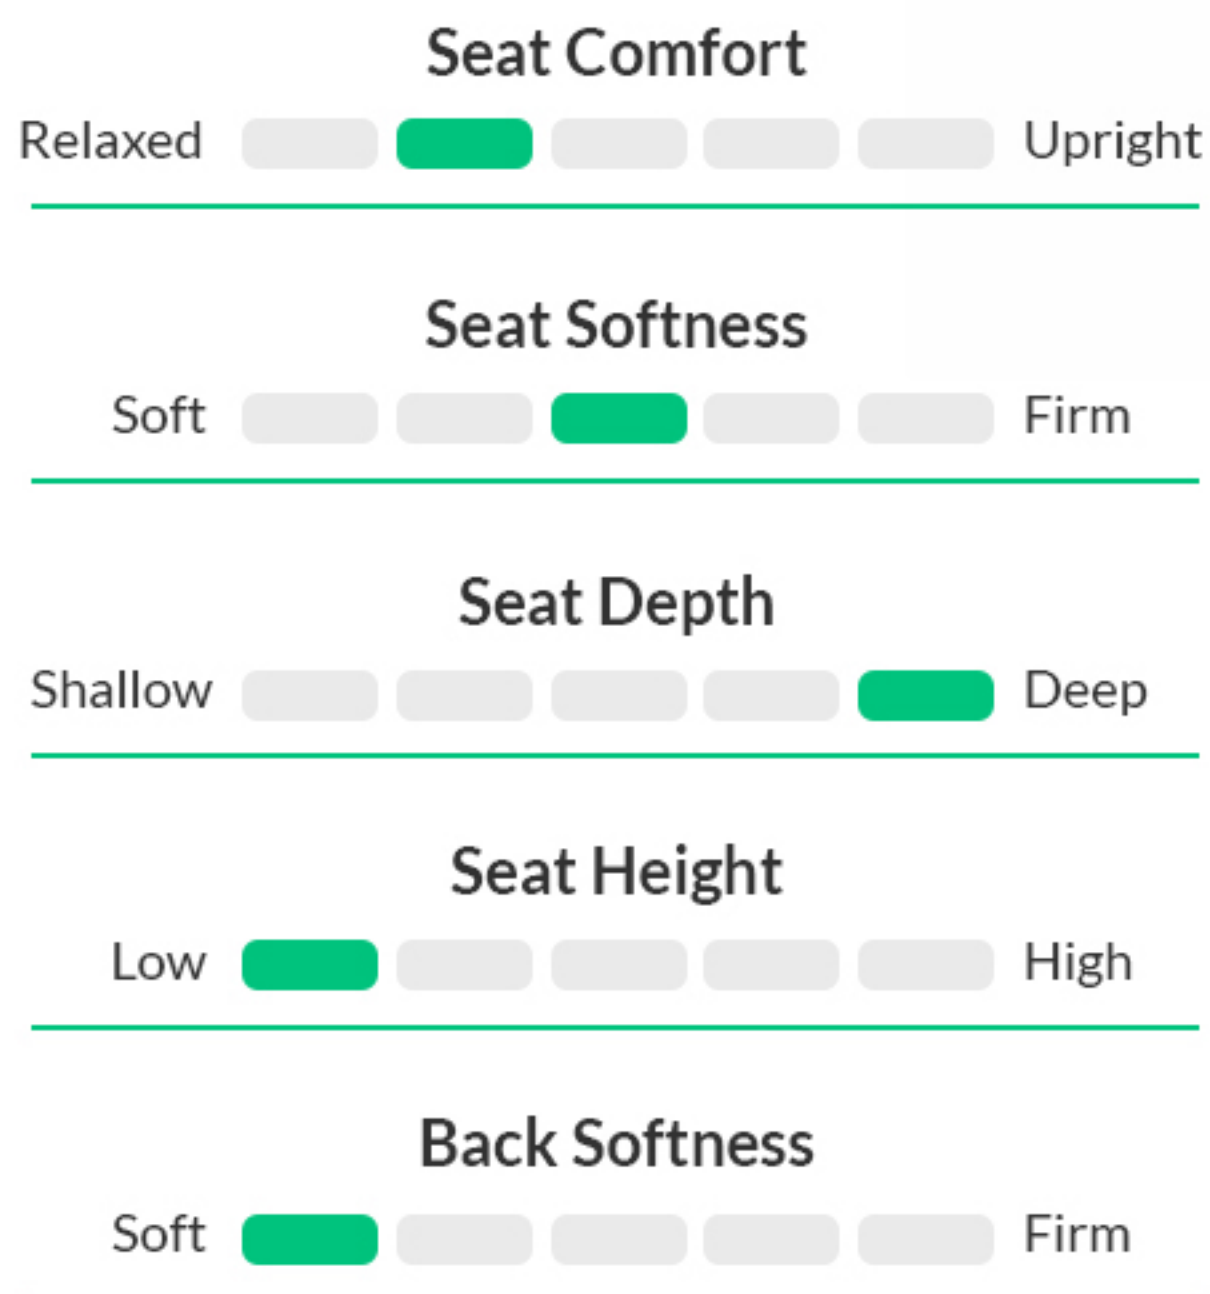 Seat Comfort
Relaxed Upright
Seat Softness
Soft Firm
Seat Depth
Shallow Deep
Seat Height
Low High
Back Softness
Soft Firm